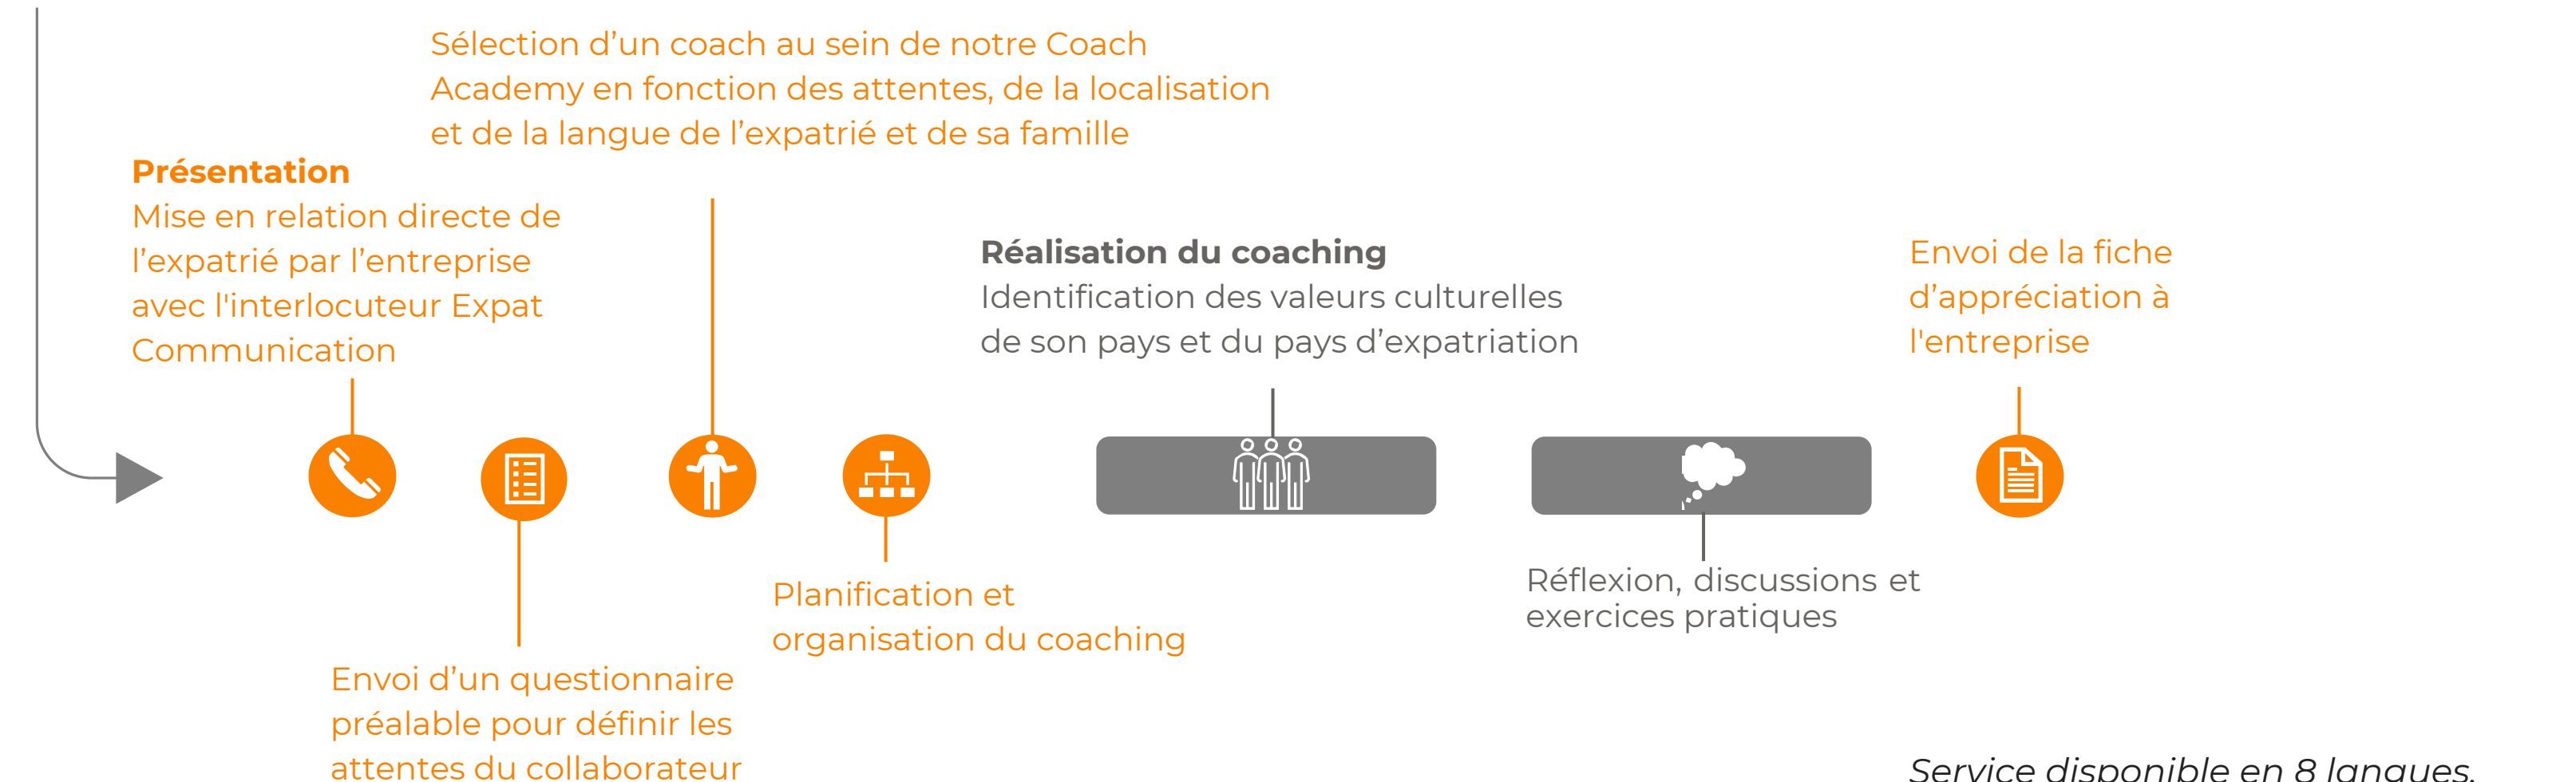 Sélection d’un coach au sein de notre Coach
Academy en fonction des attentes, de la localisation
et de la langue de l’expatrié et de sa famille
Présentation
Mise en relation directe de
l’expatrié par l’entreprise
avec l'interlocuteur Expat
Communication
Réalisation du coaching
Identification des valeurs culturelles
de son pays et du pays d’expatriation
Envoi de la fiche
d’appréciation à
l'entreprise
Planification et
organisation du coaching
Réflexion, discussions et
exercices pratiques
Envoi d’un questionnaire
préalable pour définir les
attentes du collaborateur
Service disponible en 8 langues.